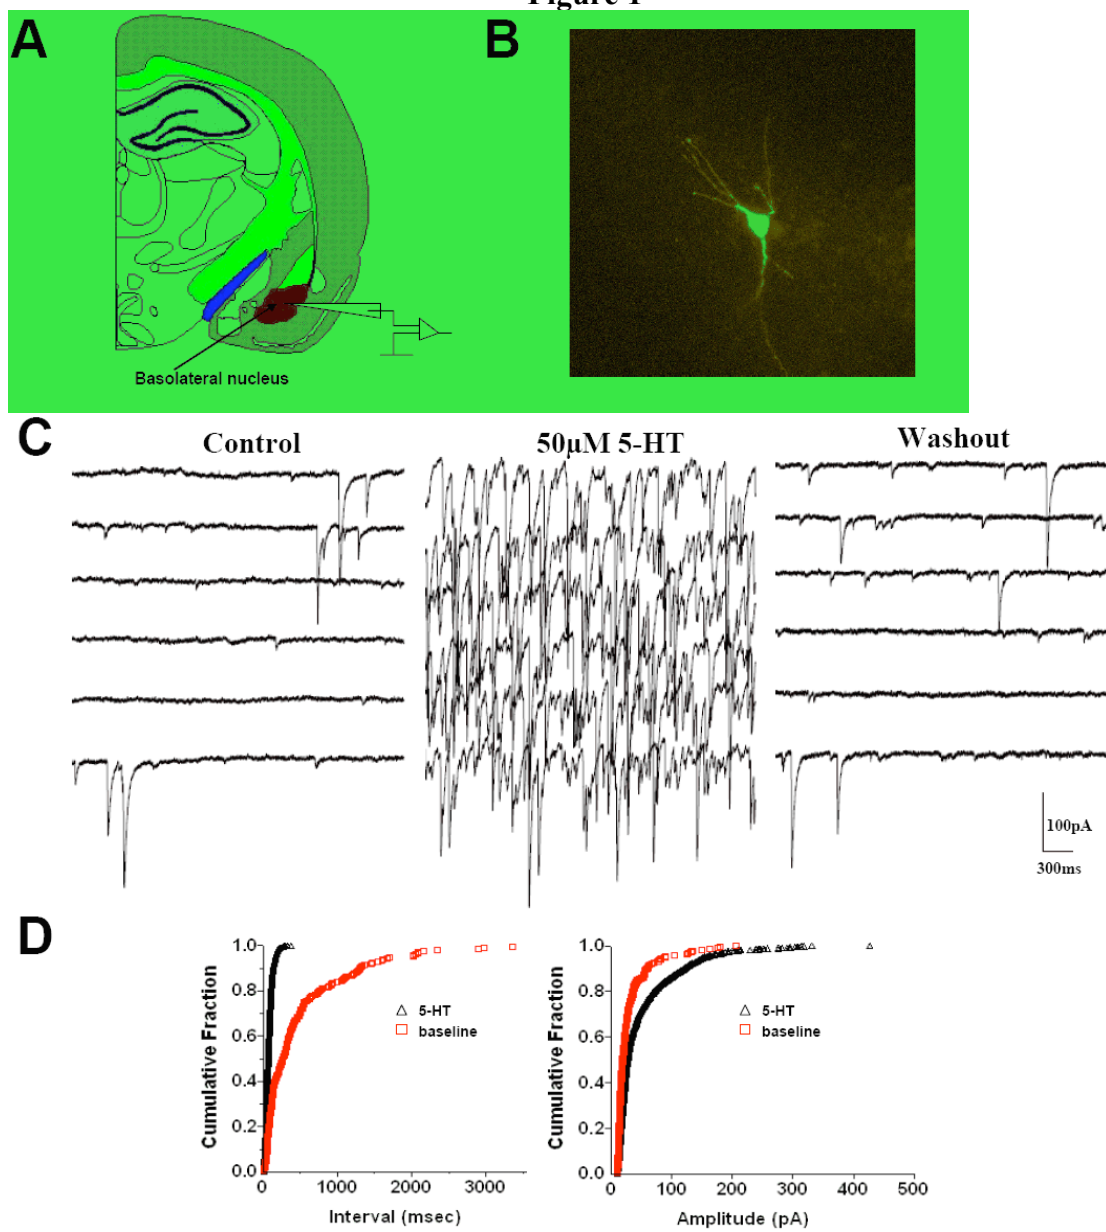 Figure 1
A
B
Basolateral nucleus
C
Control
50μM 5-HT
Washout
100pA
300ms
D
Cumulative Fraction
1.0
0.8
0.6
0.4
0.2
0.0
0 1000 2000 3000
Interval (msec)
5-HT
baseline
Cumulative Fraction
1.0
0.8
0.6
0.4
0.2
0.0
0 100 200 300 400 500
Amplitude (pA)
5-HT
baseline